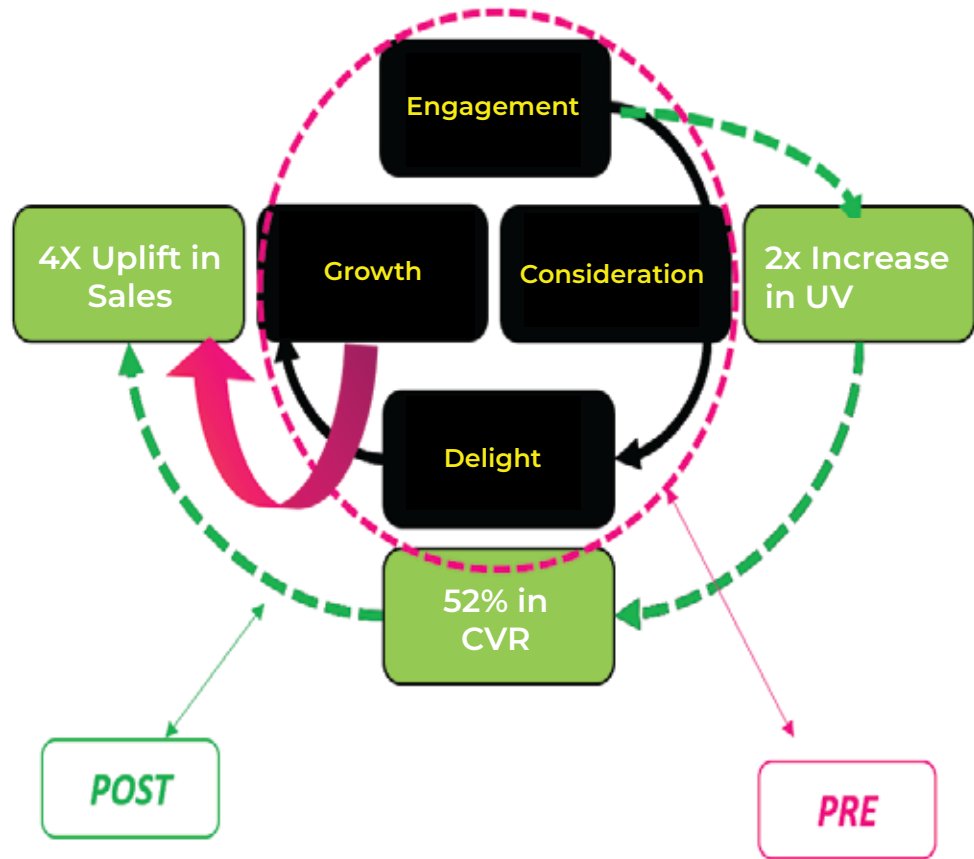 Engagement
4X Uplift in
Sales
Growth
Consideration
2x Increase
in UV
Delight
52% in
CVR
POST
PRE